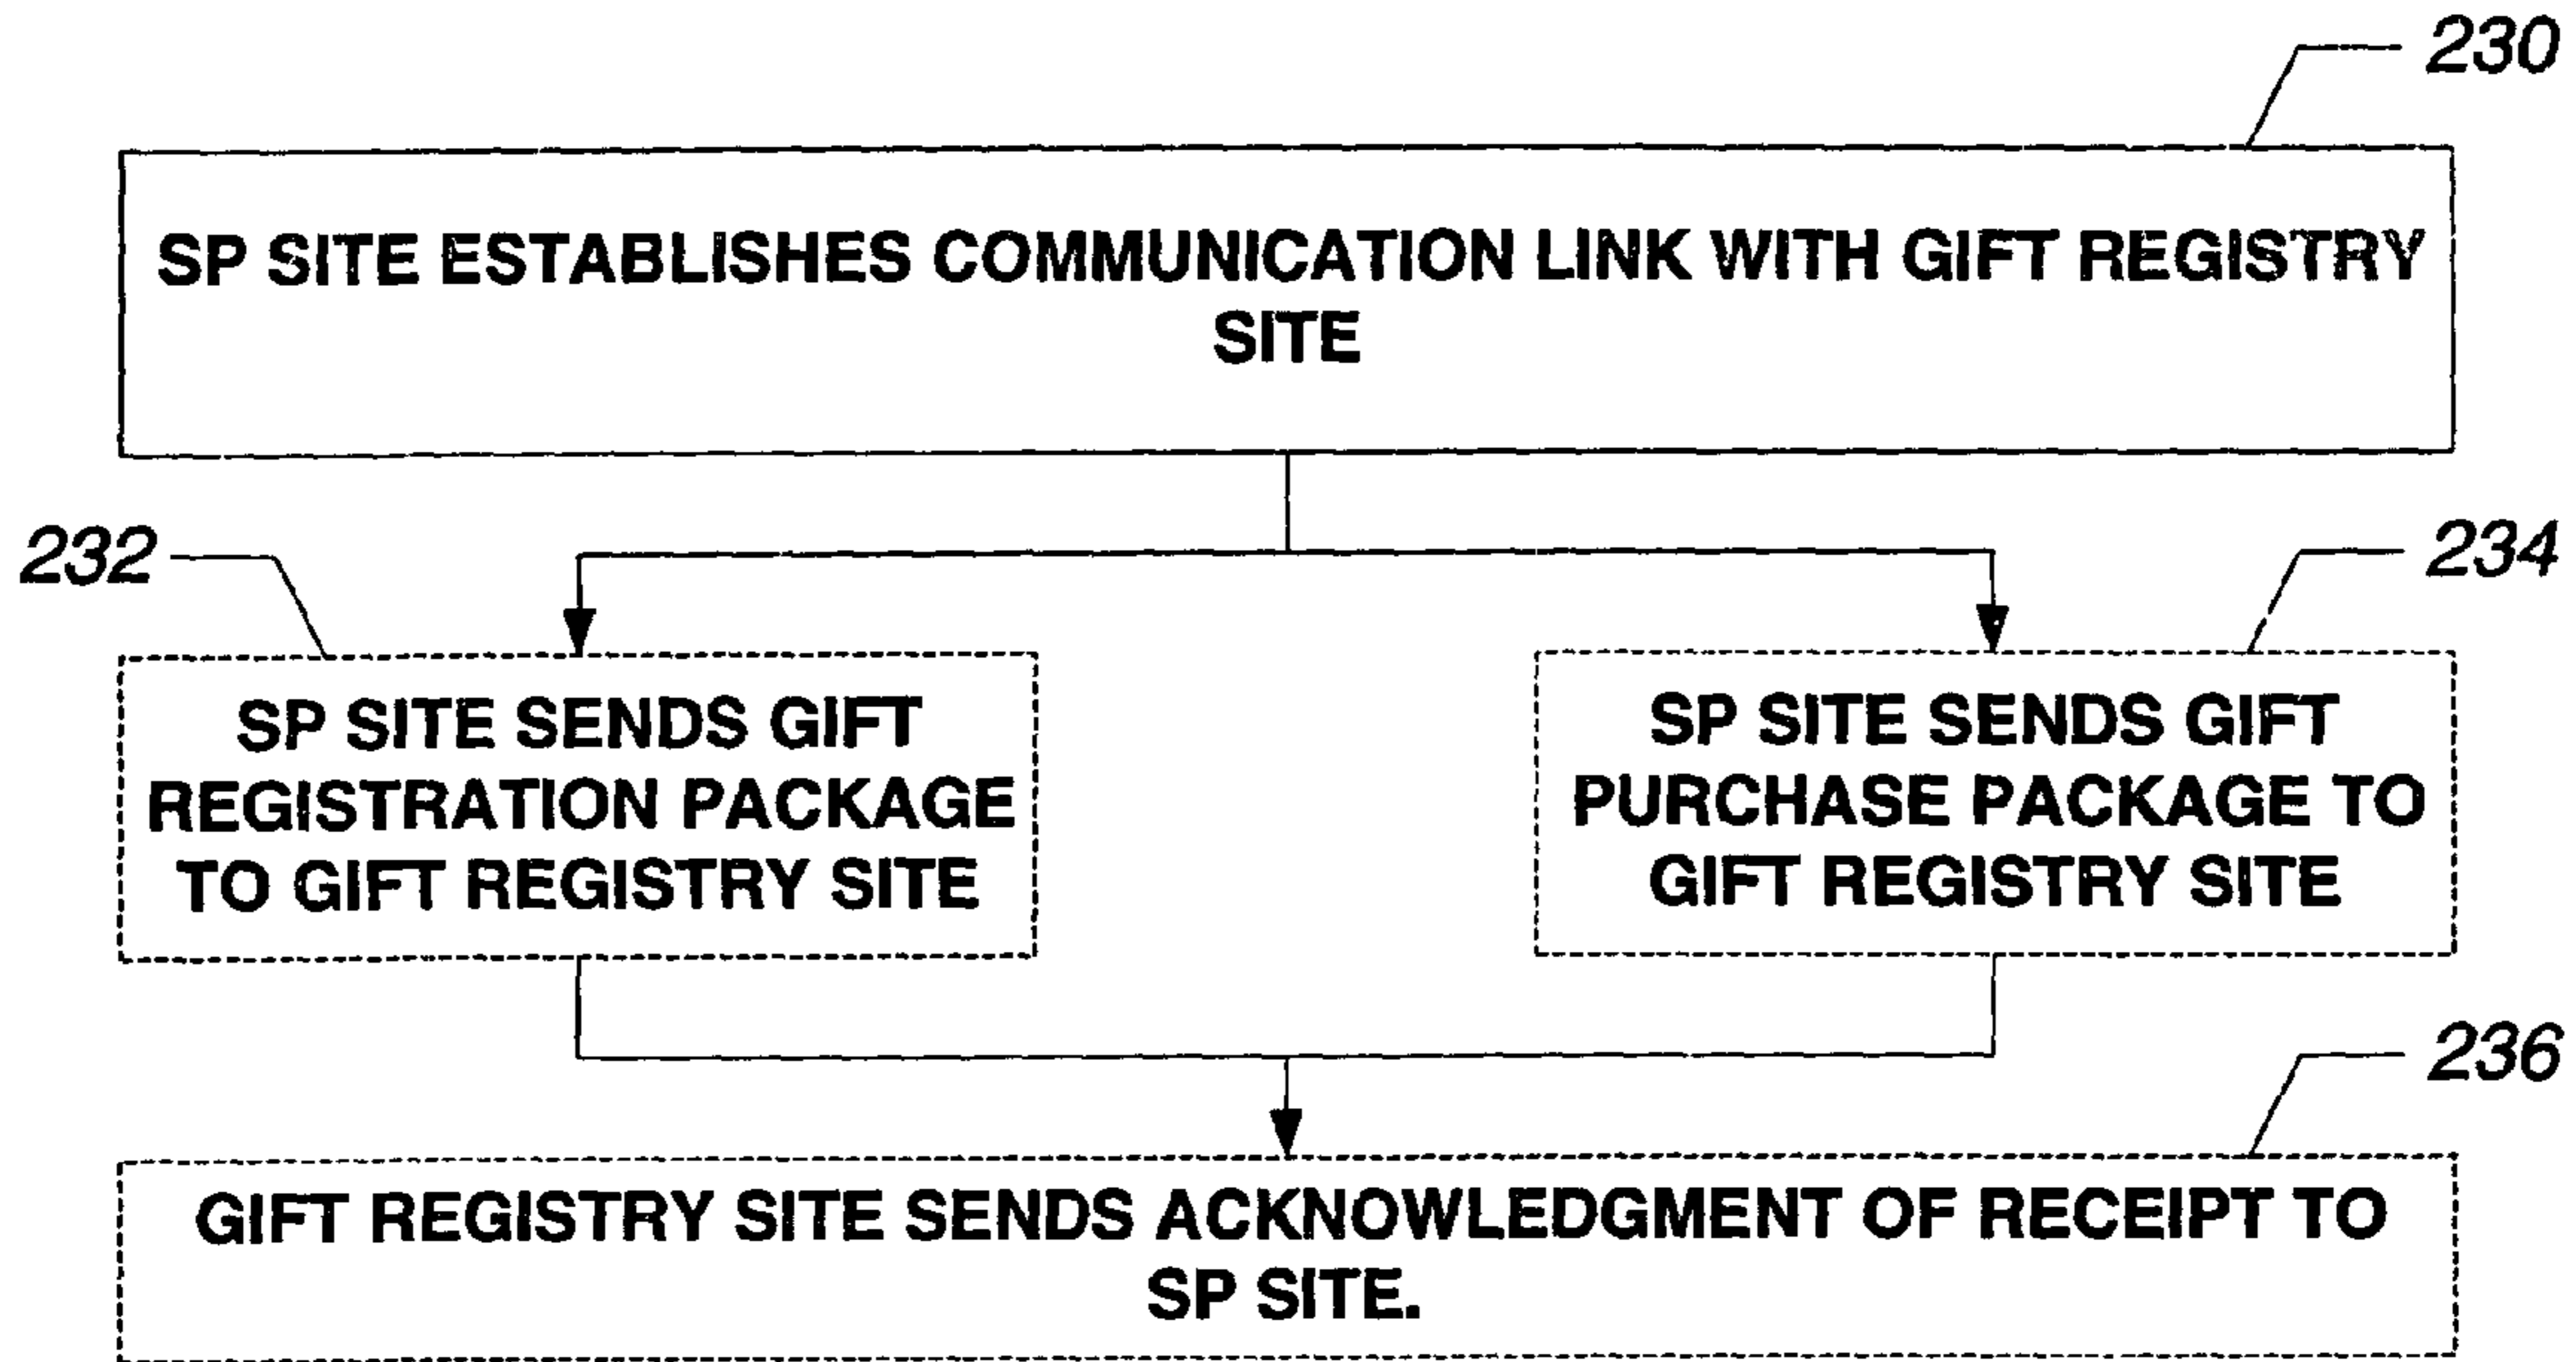 230
SP SITE ESTABLISHES COMMUNICATION LINK WITH GIFT REGISTRY
SITE
232
234
SP SITE SENDS GIFT
REGISTRATION PACKAGE
TO GIFT REGISTRY SITE
SP SITE SENDS GIFT
PURCHASE PACKAGE TO
GIFT REGISTRY SITE
236
GIFT REGISTRY SITE SENDS ACKNOWLEDGMENT OF RECEIPT TO
SP SITE.